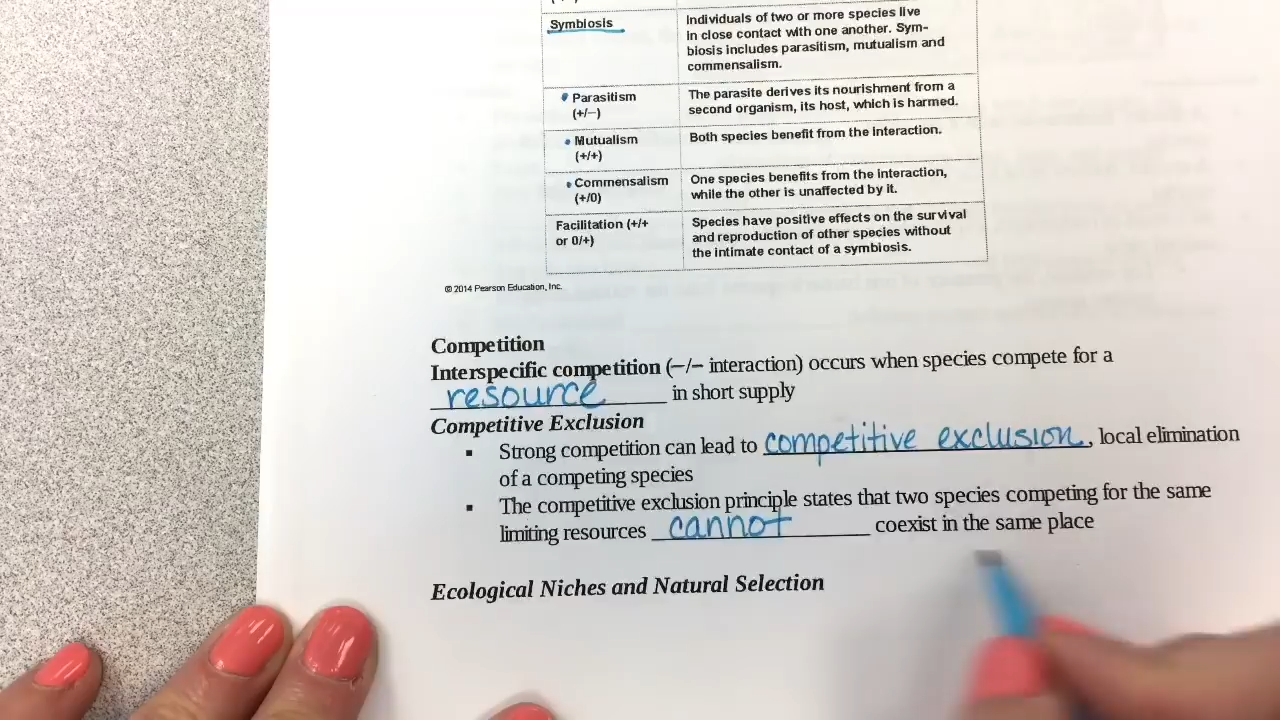 Symbiosis
Individuals of two or more species live
in close contact with one another. Sym-
biosis includes parasitism, mutualism and
commensalism.
• Parasitism
(+/–)
The parasite derives its nourishment from a
second organism, its host, which is harmed.
• Mutualism
(+/+)
Both species benefit from the interaction.
• Commensalism
(+/0)
One species benefits from the interaction,
while the other is unaffected by it.
Facilitation (+/+
or 0/+)
Species have positive effects on the survival
and reproduction of other species without
the intimate contact of a symbiosis.
© 2014 Pearson Education, Inc.
Competition
Interspecific competition (–/– interaction) occurs when species compete for a
resource in short supply
Competitive Exclusion
▪ Strong competition can lead to competitive exclusion, local elimination
of a competing species
▪ The competitive exclusion principle states that two species competing for the same
limiting resources cannot coexist in the same place
Ecological Niches and Natural Selection